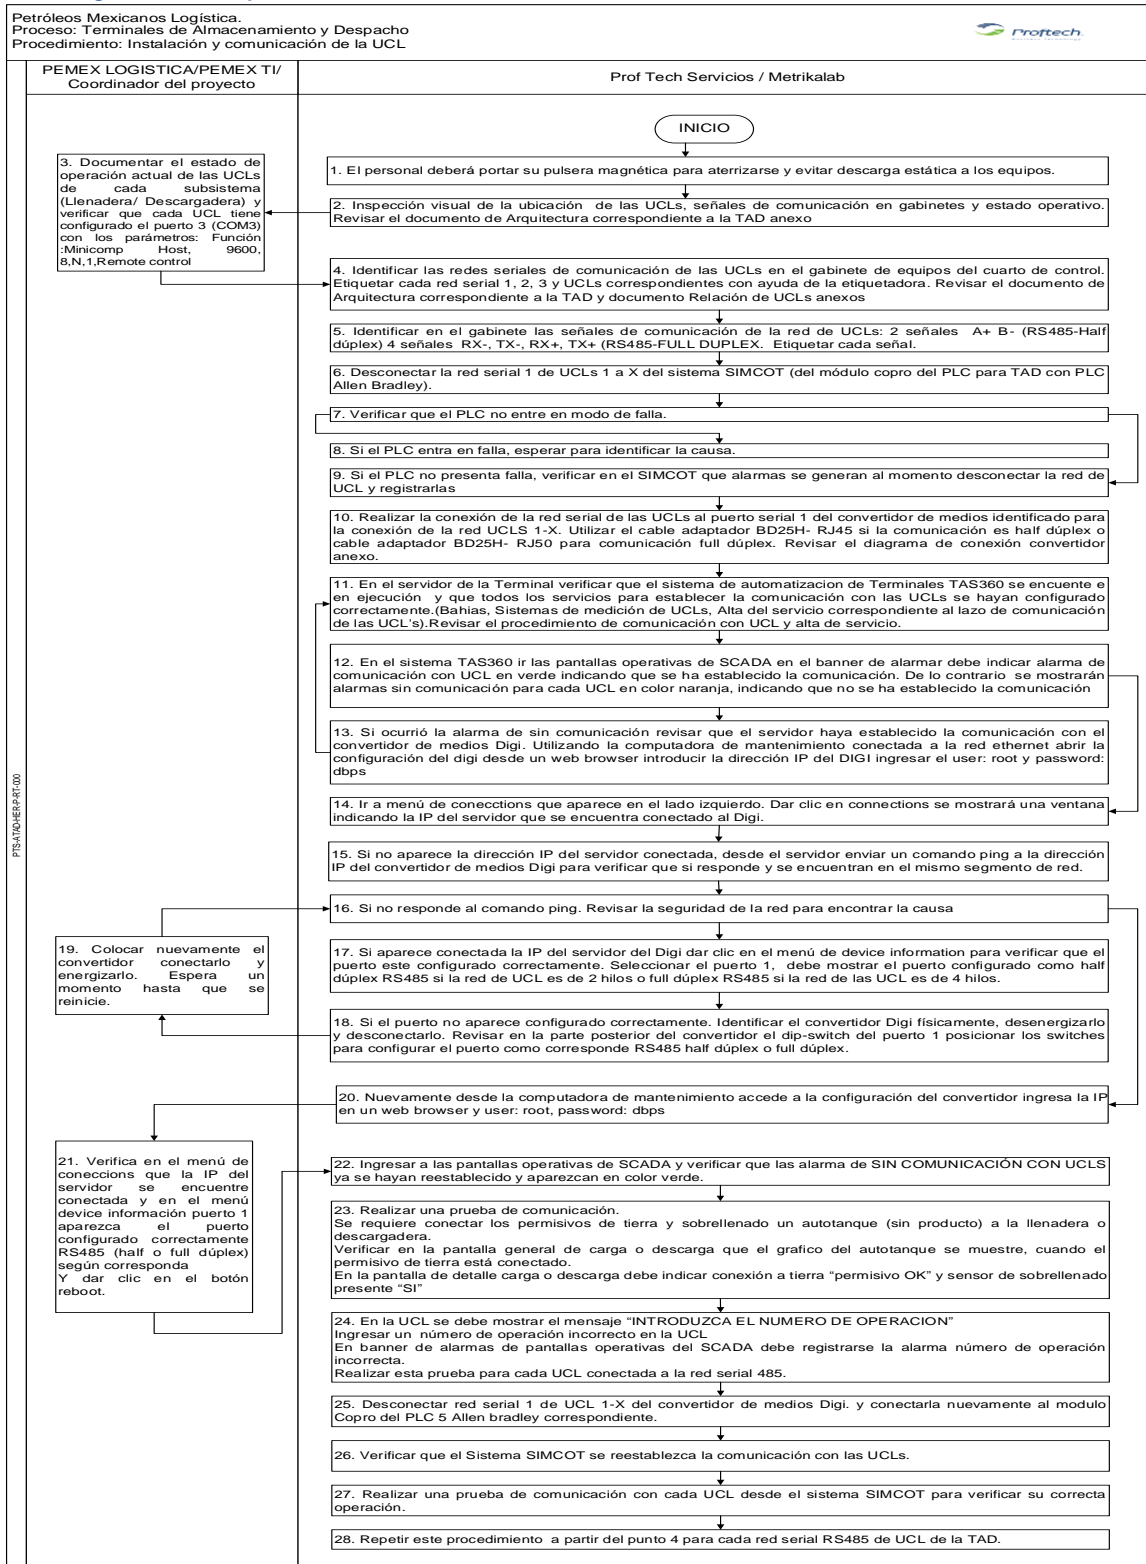 Petróleos Mexicanos Logística.
Proceso: Terminales de Almacenamiento y Despacho
Procedimiento: Instalación y comunicación de la UCL
Proftech
PEMEX LOGISTICA/PEMEX TI/
Coordinador del proyecto
Prof Tech Servicios / Metrikalab
INICIO
1. El personal deberá portar su pulsera magnética para aterrizarse y evitar descarga estática a los equipos.
2. Inspección visual de la ubicación de las UCLs, señales de comunicación en gabinetes y estado operativo.
Revisar el documento de Arquitectura correspondiente a la TAD anexo
3. Documentar el estado de
operación actual de las UCLs
de cada subsistema
(Llenadera/ Descargadera) y
verificar que cada UCL tiene
configurado el puerto 3 (COM3)
con los parámetros: Función
:Minicomp Host, 9600,
8,N,1,Remote control
4. Identificar las redes seriales de comunicación de las UCLs en el gabinete de equipos del cuarto de control.
Etiquetar cada red serial 1, 2, 3 y UCLs correspondientes con ayuda de la etiquetadora. Revisar el documento de
Arquitectura correspondiente a la TAD y documento Relación de UCLs anexos
5. Identificar en el gabinete las señales de comunicación de la red de UCLs: 2 señales A+ B- (RS485-Half
dúplex) 4 señales RX-, TX-, RX+, TX+ (RS485-FULL DUPLEX. Etiquetar cada señal.
6. Desconectar la red serial 1 de UCLs 1 a X del sistema SIMCOT (del módulo copro del PLC para TAD con PLC
Allen Bradley).
7. Verificar que el PLC no entre en modo de falla.
8. Si el PLC entra en falla, esperar para identificar la causa.
9. Si el PLC no presenta falla, verificar en el SIMCOT que alarmas se generan al momento desconectar la red de
UCL y registrarlas
10. Realizar la conexión de la red serial de las UCLs al puerto serial 1 del convertidor de medios identificado para
la conexión de la red UCLS 1-X. Utilizar el cable adaptador BD25H- RJ45 si la comunicación es half dúplex o
cable adaptador BD25H- RJ50 para comunicación full dúplex. Revisar el diagrama de conexión convertidor
anexo.
11. En el servidor de la Terminal verificar que el sistema de automatizacion de Terminales TAS360 se encuente e
en ejecución y que todos los servicios para establecer la comunicación con las UCLs se hayan configurado
correctamente.(Bahias, Sistemas de medición de UCLs, Alta del servicio correspondiente al lazo de comunicación
de las UCL's).Revisar el procedimiento de comunicación con UCL y alta de servicio.
12. En el sistema TAS360 ir las pantallas operativas de SCADA en el banner de alarmar debe indicar alarma de
comunicación con UCL en verde indicando que se ha establecido la comunicación. De lo contrario se mostrarán
alarmas sin comunicación para cada UCL en color naranja, indicando que no se ha establecido la comunicación
13. Si ocurrió la alarma de sin comunicación revisar que el servidor haya establecido la comunicación con el
convertidor de medios Digi. Utilizando la computadora de mantenimiento conectada a la red ethernet abrir la
configuración del digi desde un web browser introducir la dirección IP del DIGI ingresar el user: root y password:
dbps
14. Ir a menú de conecctions que aparece en el lado izquierdo. Dar clic en connections se mostrará una ventana
indicando la IP del servidor que se encuentra conectado al Digi.
15. Si no aparece la dirección IP del servidor conectada, desde el servidor enviar un comando ping a la dirección
IP del convertidor de medios Digi para verificar que si responde y se encuentran en el mismo segmento de red.
16. Si no responde al comando ping. Revisar la seguridad de la red para encontrar la causa
17. Si aparece conectada la IP del servidor del Digi dar clic en el menú de device information para verificar que el
puerto este configurado correctamente. Seleccionar el puerto 1, debe mostrar el puerto configurado como half
dúplex RS485 si la red de UCL es de 2 hilos o full dúplex RS485 si la red de las UCL es de 4 hilos.
18. Si el puerto no aparece configurado correctamente. Identificar el convertidor Digi físicamente, desenergizarlo
y desconectarlo. Revisar en la parte posterior del convertidor el dip-switch del puerto 1 posicionar los switches
para configurar el puerto como corresponde RS485 half dúplex o full dúplex.
19. Colocar nuevamente el
convertidor conectarlo y
energizarlo. Espera un
momento hasta que se
reinicie.
20. Nuevamente desde la computadora de mantenimiento accede a la configuración del convertidor ingresa la IP
en un web browser y user: root, password: dbps
21. Verifica en el menú de
coneccions que la IP del
servidor se encuentre
conectada y en el menú
device información puerto 1
aparezca el puerto
configurado correctamente
RS485 (half o full dúplex)
según corresponda
Y dar clic en el botón
reboot.
22. Ingresar a las pantallas operativas de SCADA y verificar que las alarma de SIN COMUNICACIÓN CON UCLS
ya se hayan reestablecido y aparezcan en color verde.
23. Realizar una prueba de comunicación.
Se requiere conectar los permisivos de tierra y sobrellenado un autotanque (sin producto) a la llenadera o
descargadera.
Verificar en la pantalla general de carga o descarga que el grafico del autotanque se muestre, cuando el
permisivo de tierra está conectado.
En la pantalla de detalle carga o descarga debe indicar conexión a tierra “permisivo OK” y sensor de sobrellenado
presente “SI”
24. En la UCL se debe mostrar el mensaje “INTRODUZCA EL NUMERO DE OPERACION”
Ingresar un número de operación incorrecto en la UCL
En banner de alarmas de pantallas operativas del SCADA debe registrarse la alarma número de operación
incorrecta.
Realizar esta prueba para cada UCL conectada a la red serial 485.
25. Desconectar red serial 1 de UCL 1-X del convertidor de medios Digi. y conectarla nuevamente al modulo
Copro del PLC 5 Allen bradley correspondiente.
26. Verificar que el Sistema SIMCOT se reestablezca la comunicación con las UCLs.
27. Realizar una prueba de comunicación con cada UCL desde el sistema SIMCOT para verificar su correcta
operación.
28. Repetir este procedimiento a partir del punto 4 para cada red serial RS485 de UCL de la TAD.
PTS-ATAD-HER-P-RT-000